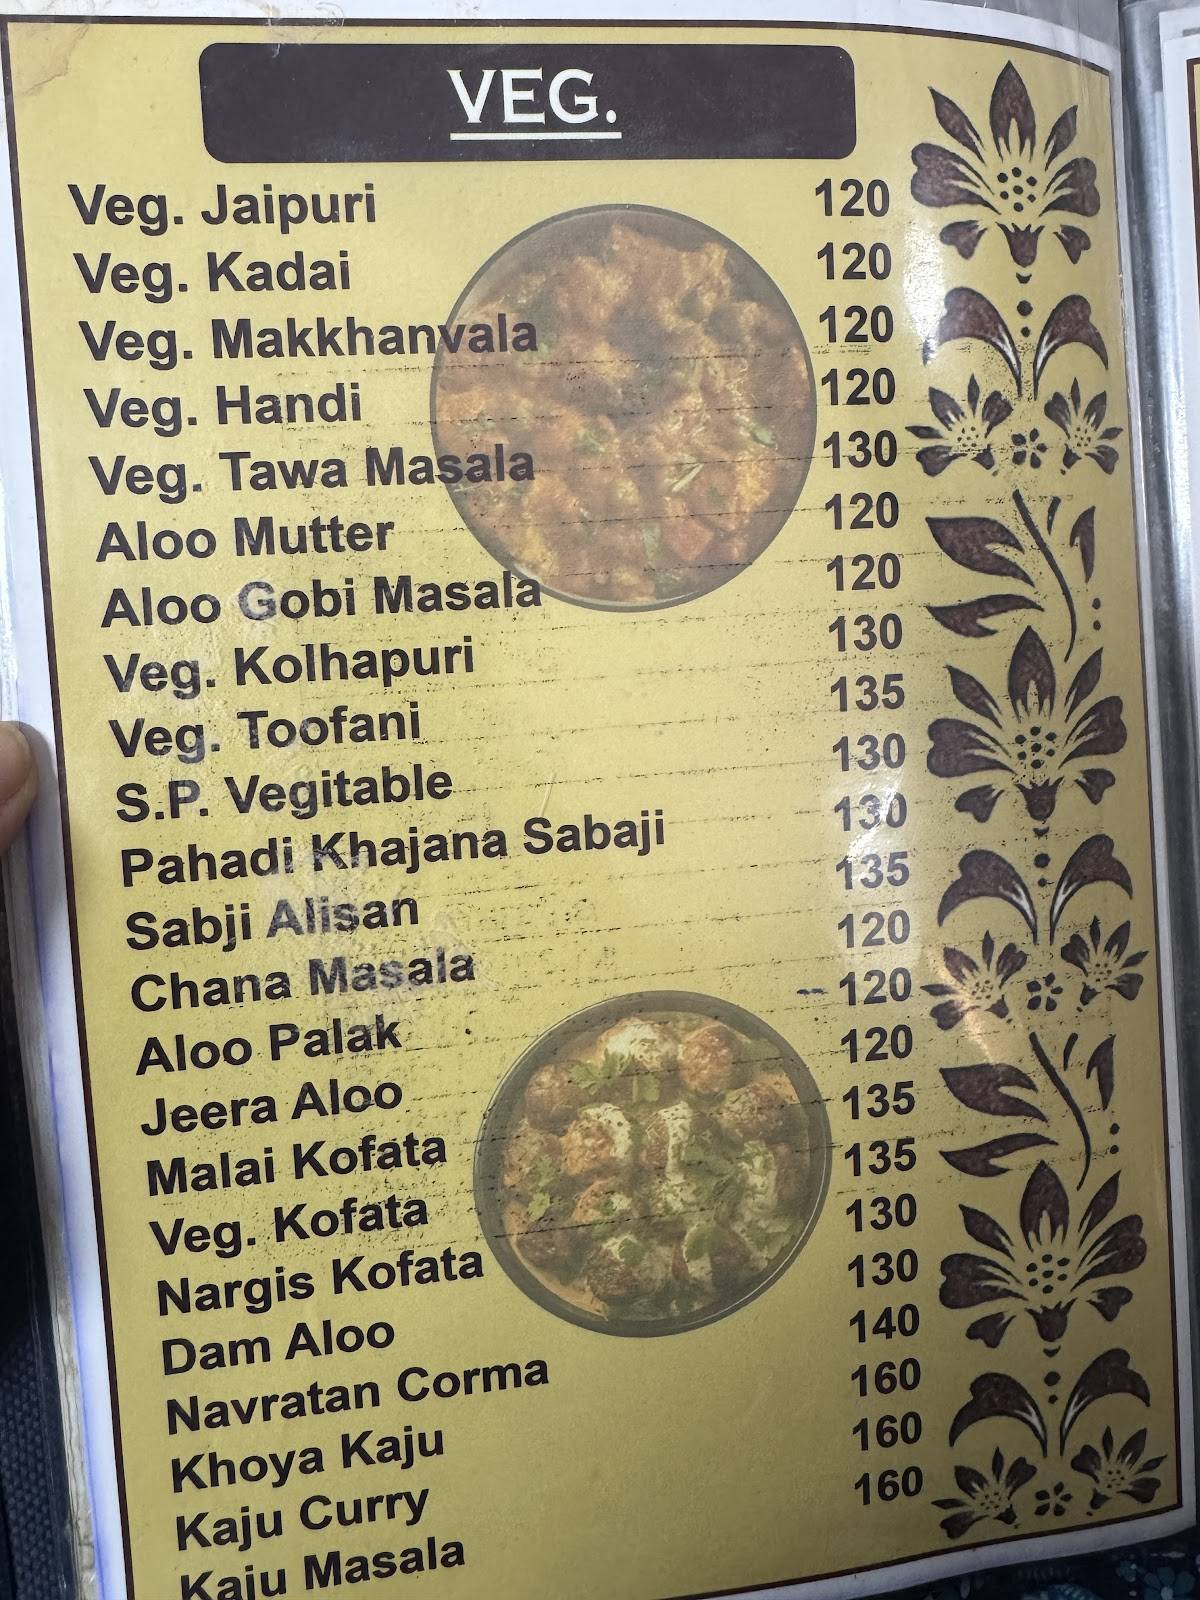 VEG.
Veg. Jaipuri 120
Veg. Kadai 120
Veg. Makkhanvala 120
Veg. Handi 120
Veg. Tawa Masala 130
Aloo Mutter 120
Aloo Gobi Masala 120
Veg. Kolhapuri 130
Veg. Toofani 135
S.P. Vegitable 130
Pahadi Khajana Sabaji 130
Sabji Alisan 135
Chana Masala 120
Aloo Palak 120
Jeera Aloo 120
Malai Kofata 135
Veg. Kofata 135
Nargis Kofata 130
Dam Aloo 130
Navratan Corma 140
Khoya Kaju 160
Kaju Curry 160
Kaju Masala 160